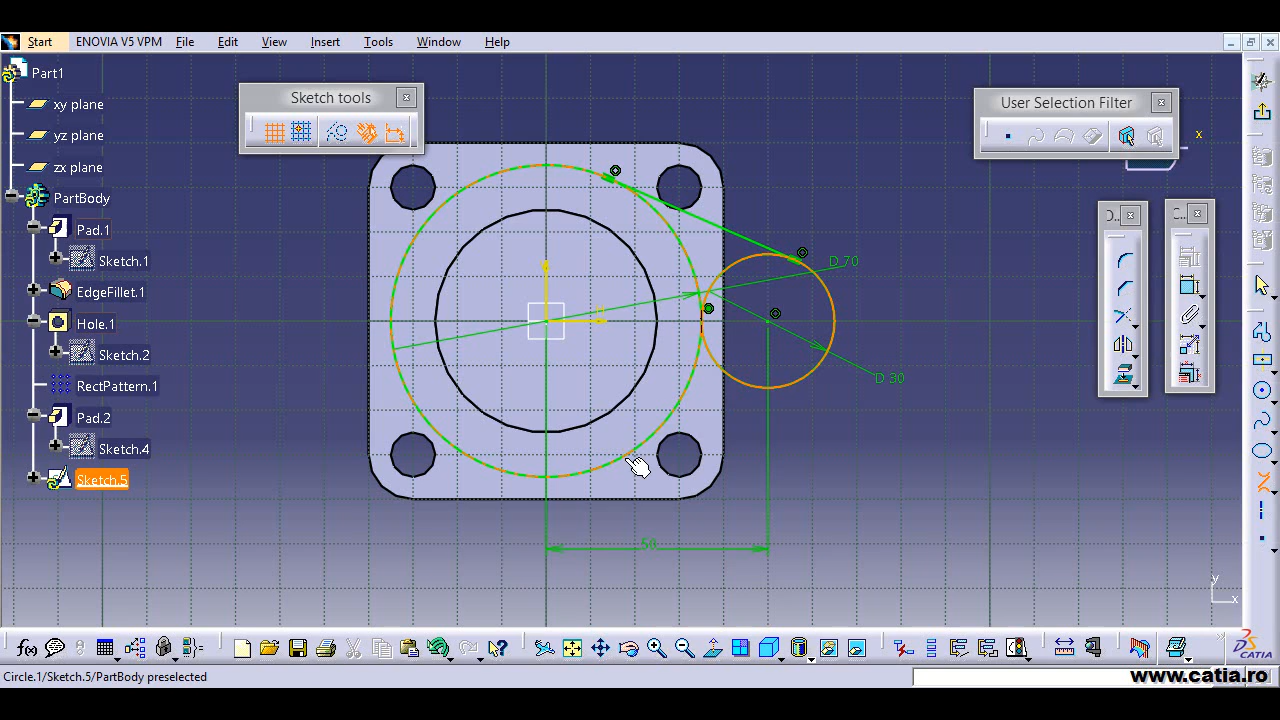 Start
ENOVIA V5 VPM
File
Edit
View
Insert
Tools
Window
Help
Part1
xy plane
yz plane
zx plane
PartBody
Pad.1
Sketch.1
EdgeFillet.1
Hole.1
Sketch.2
RectPattern.1
Pad.2
Sketch.4
Sketch.5
Sketch tools
User Selection Filter
x
D..
C...
D 70
D 30
50
y
x
f(x)
CATIA
Circle.1/Sketch.5/PartBody preselected
www.catia.ro